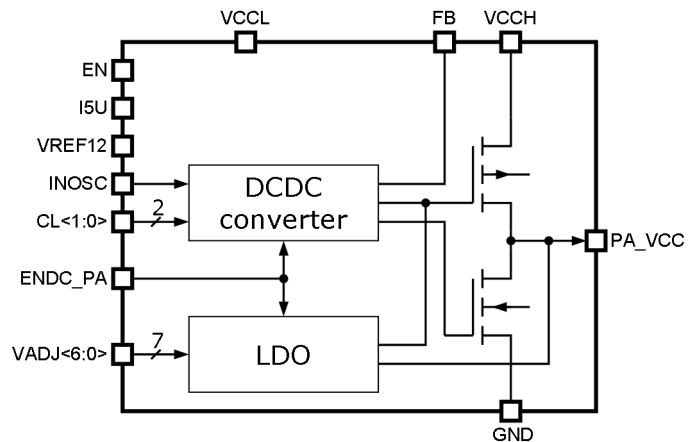 VCCL
FB
VCCH
EN
I5U
VREF12
INOSC
CL<1:0>
2
DCDC
converter
PA_VCC
ENDC_PA
VADJ<6:0>
7
LDO
GND